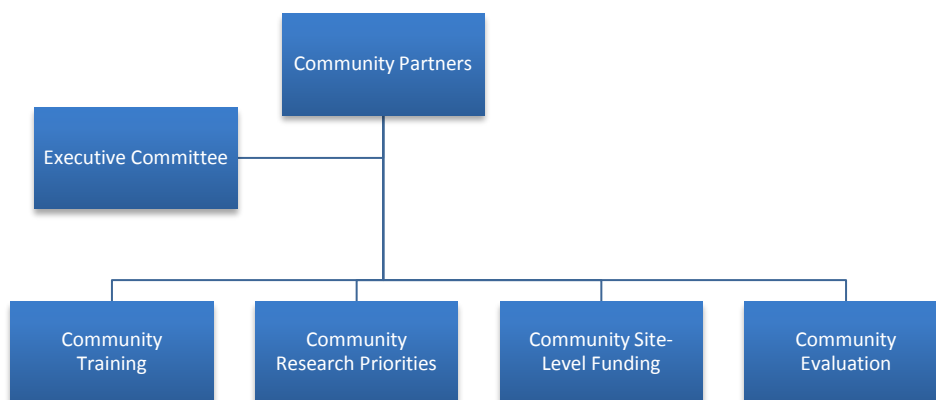 Community Partners
Executive Committee
Community
Training
Community
Research Priorities
Community Site-
Level Funding
Community
Evaluation